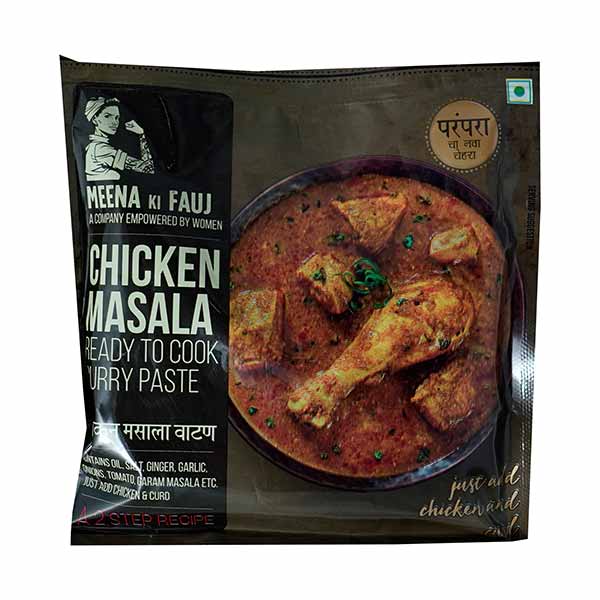 MEENA KI FAUJ
A COMPANY EMPOWERED BY WOMEN
CHICKEN
MASALA
READY TO COOK
CURRY PASTE
मसाला वाटण
OIL, SALT, GINGER, GARLIC,
TOMATO, GARAM MASALA ETC.
JUST ADD CHICKEN & CURD
2 STEP RECIPE
परंपरा
चा नवा
चेहरा
SERVING SUGGESTION
just add
chicken and